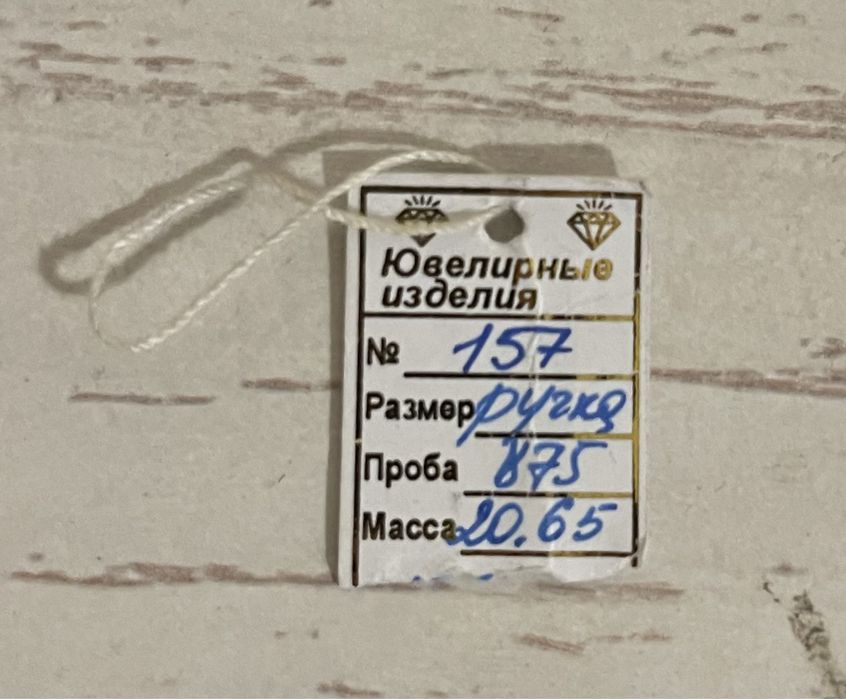 Ювелирные
изделия
№ 157
Размер ручка
Проба 875
Масса 20.65